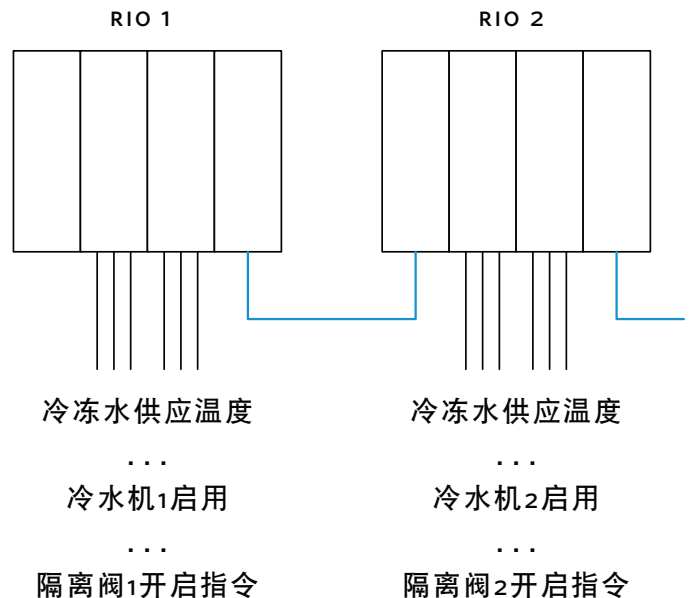 RIO 1
RIO 2
冷冻水供应温度
...
冷水机1启用
...
隔离阀1开启指令
冷冻水供应温度
...
冷水机2启用
...
隔离阀2开启指令